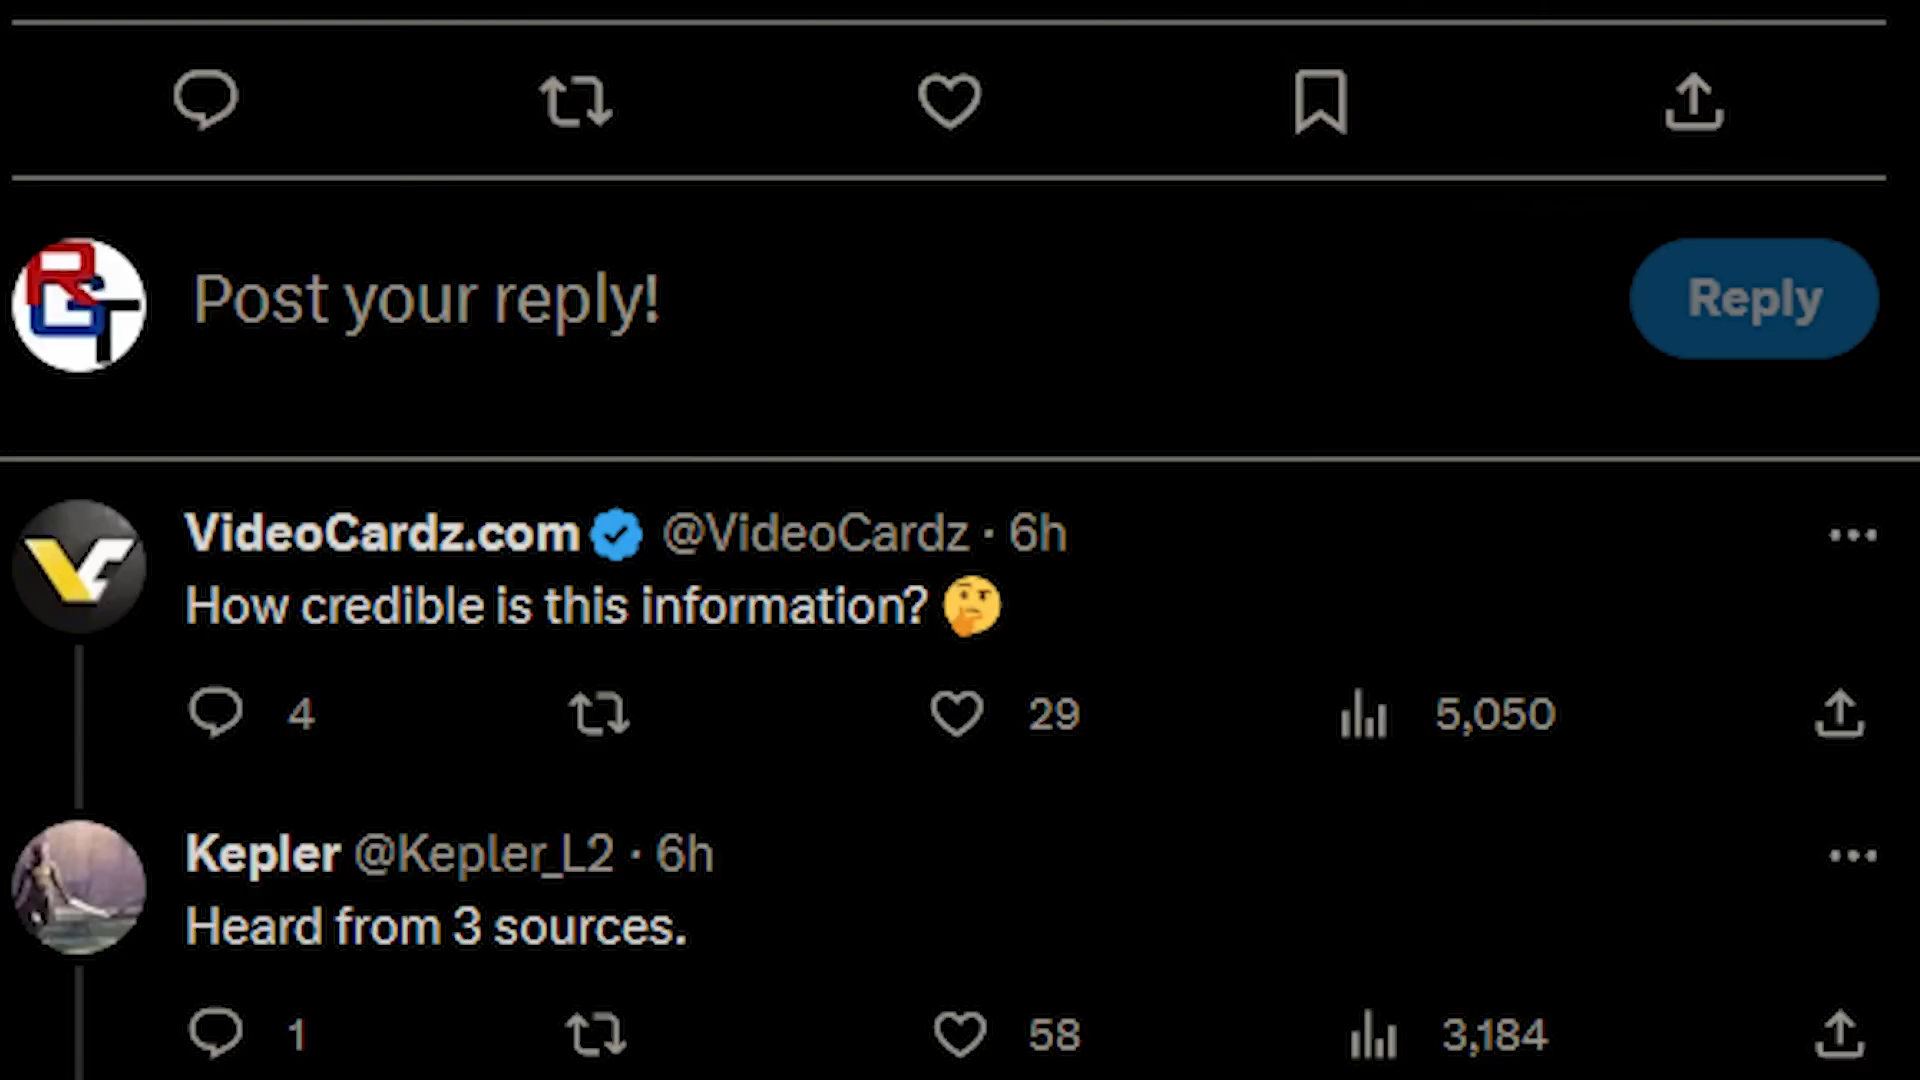 Post your reply!
Reply
VideoCardz.com @VideoCardz · 6h
How credible is this information? 🤔
4 29 5,050
Kepler @Kepler_L2 · 6h
Heard from 3 sources.
1 58 3,184